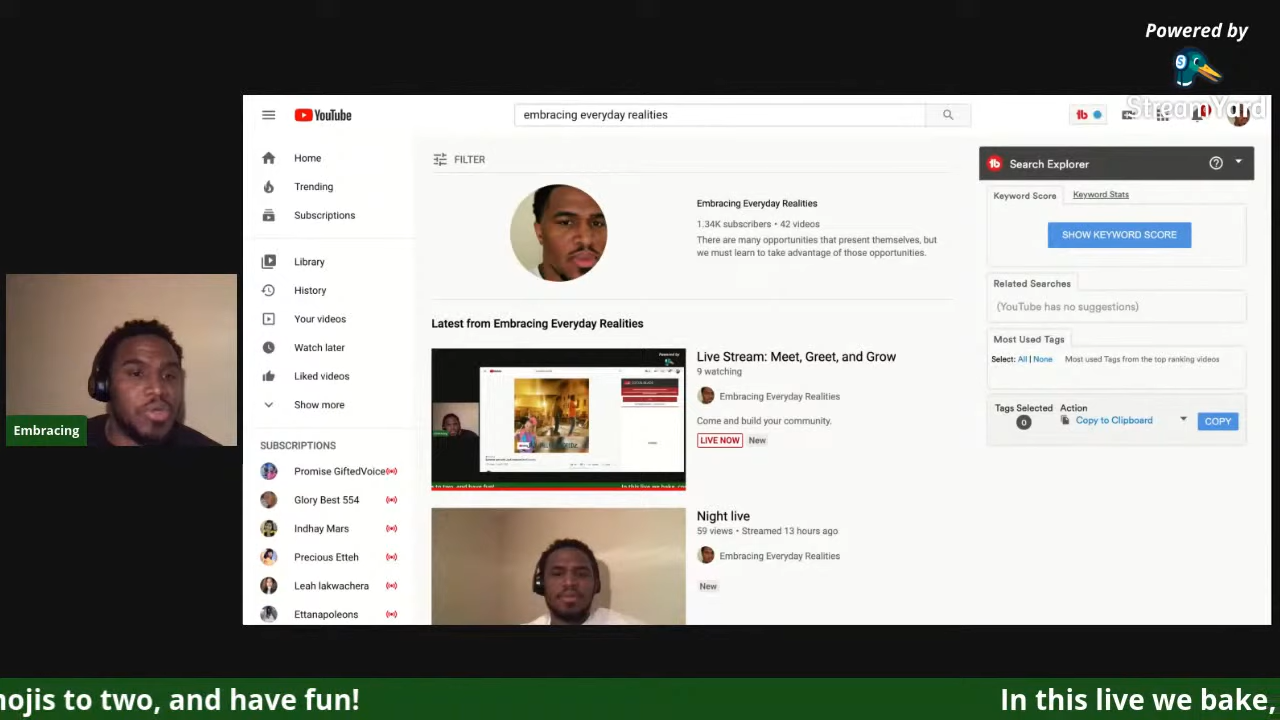 Powered by
StreamYard
YouTube
embracing everyday realities
Home
Trending
Subscriptions
Library
History
Your videos
Watch later
Liked videos
Show more
SUBSCRIPTIONS
Promise GiftedVoice
Glory Best 554
Indhay Mars
Precious Etteh
Leah lakwachera
Ettanapoleons
FILTER
Embracing Everyday Realities
1.34K subscribers • 42 videos
There are many opportunities that present themselves, but
we must learn to take advantage of those opportunities.
Latest from Embracing Everyday Realities
Live Stream: Meet, Greet, and Grow
9 watching
Embracing Everyday Realities
Come and build your community.
LIVE NOW New
Night live
59 views • Streamed 13 hours ago
Embracing Everyday Realities
New
Search Explorer
Keyword Score Keyword Stats
SHOW KEYWORD SCORE
Related Searches
(YouTube has no suggestions)
Most Used Tags
Select: All | None Most used Tags from the top ranking videos
Tags Selected Action
0 Copy to Clipboard COPY
Embracing
nojis to two, and have fun! In this live we bake,